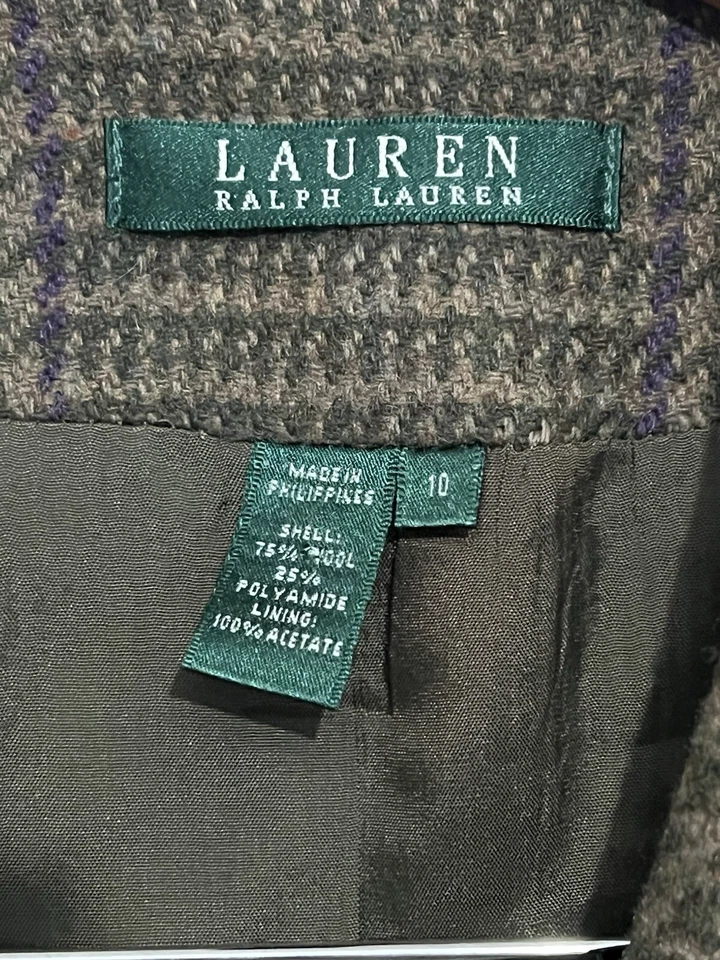 LAUREN
RALPH LAUREN
MADE IN
PHILIPPINES
10
SHELL:
75% WOOL
25%
POLYAMIDE
LINING:
100% ACETATE